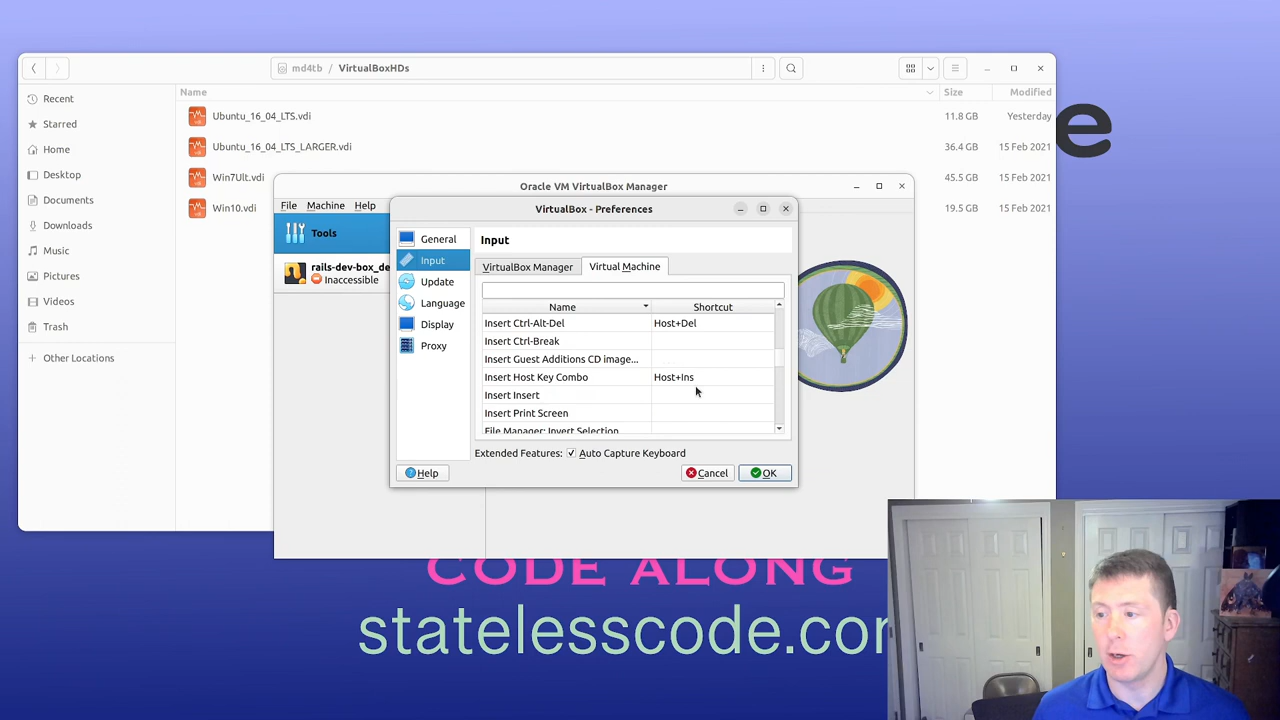 md4tb / VirtualBoxHDs
Name Size Modified
Recent
Starred
Home
Desktop
Documents
Downloads
Music
Pictures
Videos
Trash
Other Locations
Ubuntu_16_04_LTS.vdi 11.8 GB Yesterday
Ubuntu_16_04_LTS_LARGER.vdi 36.4 GB 15 Feb 2021
Win7Ult.vdi 45.5 GB 15 Feb 2021
Win10.vdi 19.5 GB 15 Feb 2021
e
Oracle VM VirtualBox Manager
File Machine Help
Tools
rails-dev-box_de
Inaccessible
VirtualBox - Preferences
General
Input
Update
Language
Display
Proxy
Input
VirtualBox Manager Virtual Machine
Name Shortcut
Insert Ctrl-Alt-Del Host+Del
Insert Ctrl-Break
Insert Guest Additions CD image...
Insert Host Key Combo Host+Ins
Insert Insert
Insert Print Screen
File Manager: Invert Selection
Extended Features: Auto Capture Keyboard
Help Cancel OK
CODE ALONG
statelesscode.co